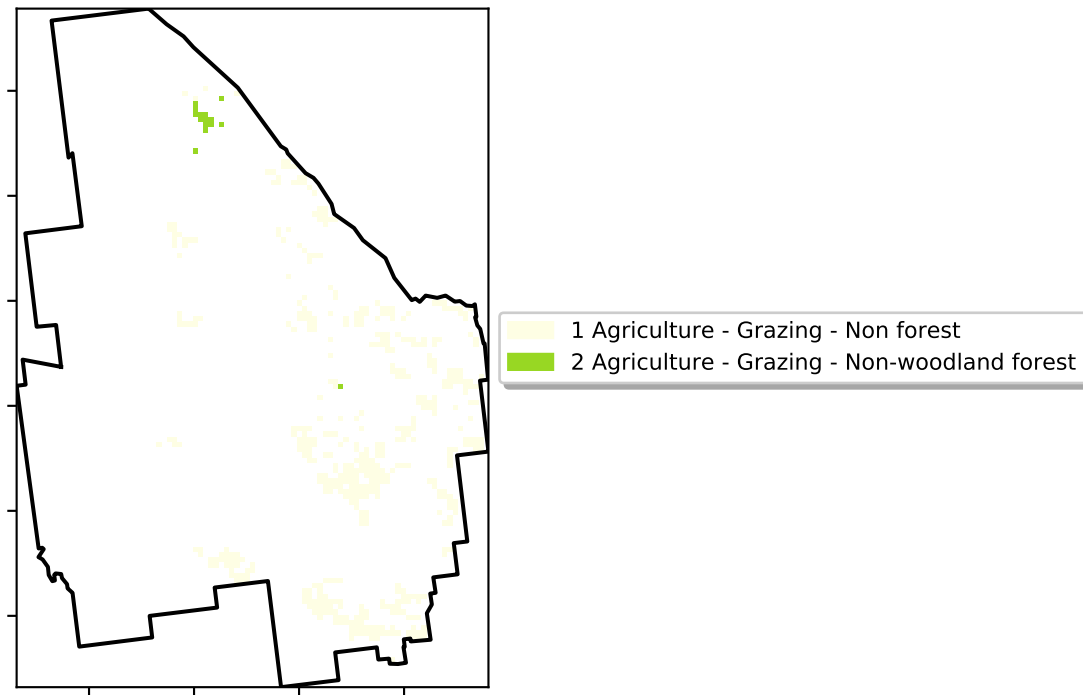 1 Agriculture - Grazing - Non forest
2 Agriculture - Grazing - Non-woodland forest